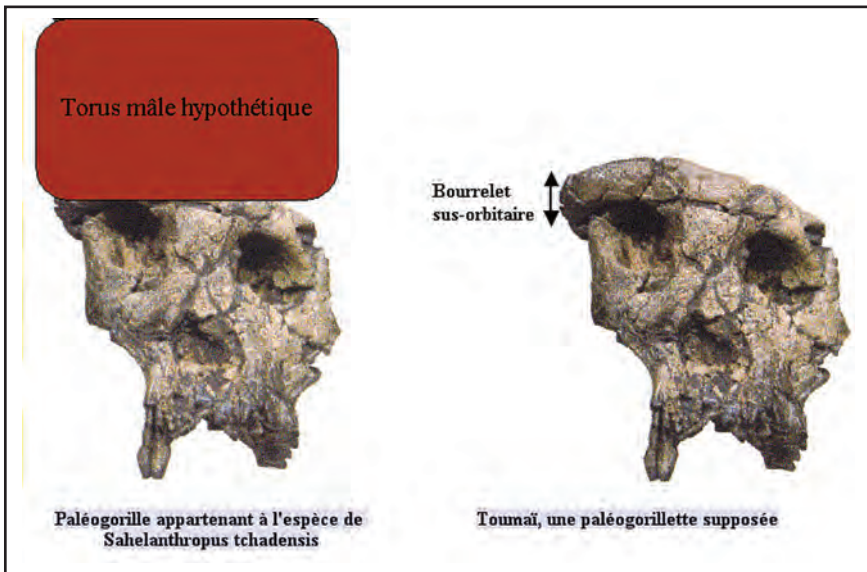 Torus mâle hypothétique
Bourrelet
sus-orbitaire
Paléogorille appartenant à l'espèce de
Sahelanthropus tchadensis
Toumaï, une paléogorillette supposée